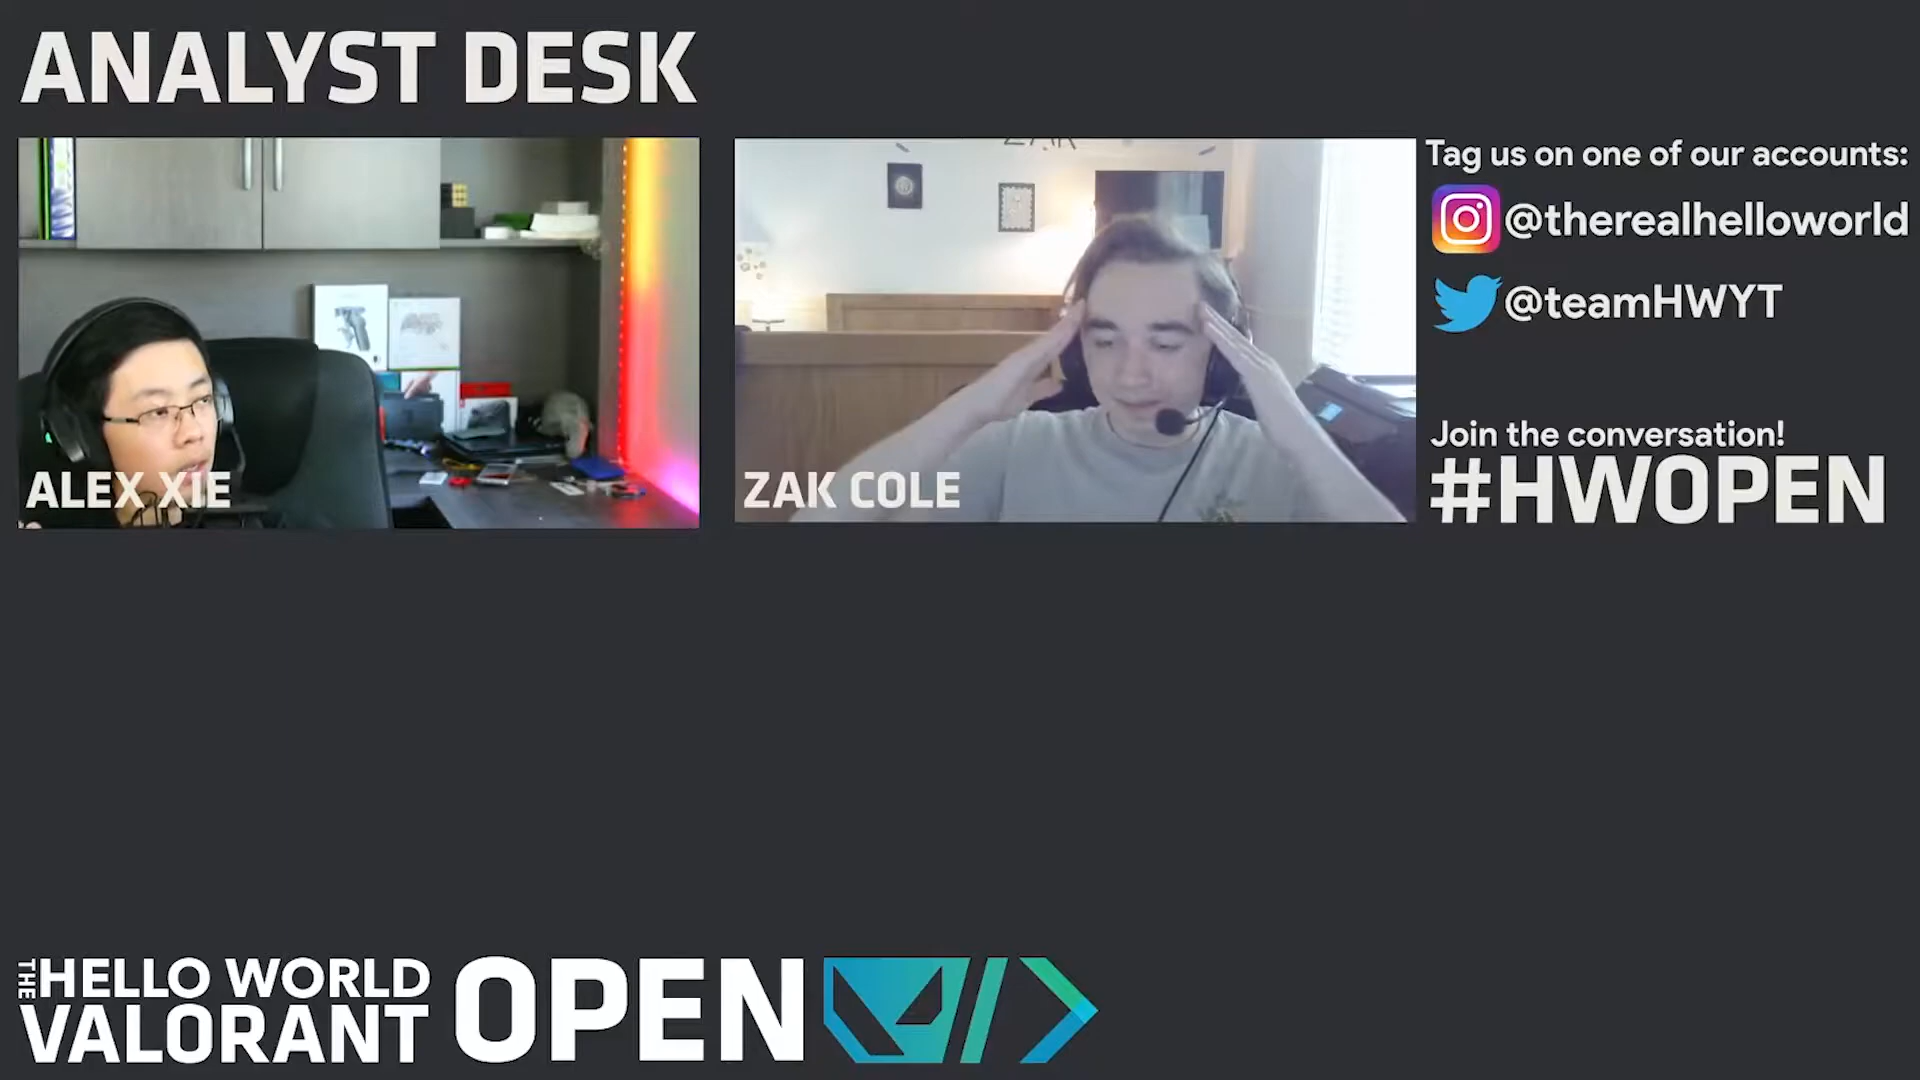 ANALYST DESK
ALEX XIE
ZAK COLE
Tag us on one of our accounts:
@therealhelloworld
@teamHWYT
Join the conversation!
#HWOPEN
THE HELLO WORLD
VALORANT OPEN